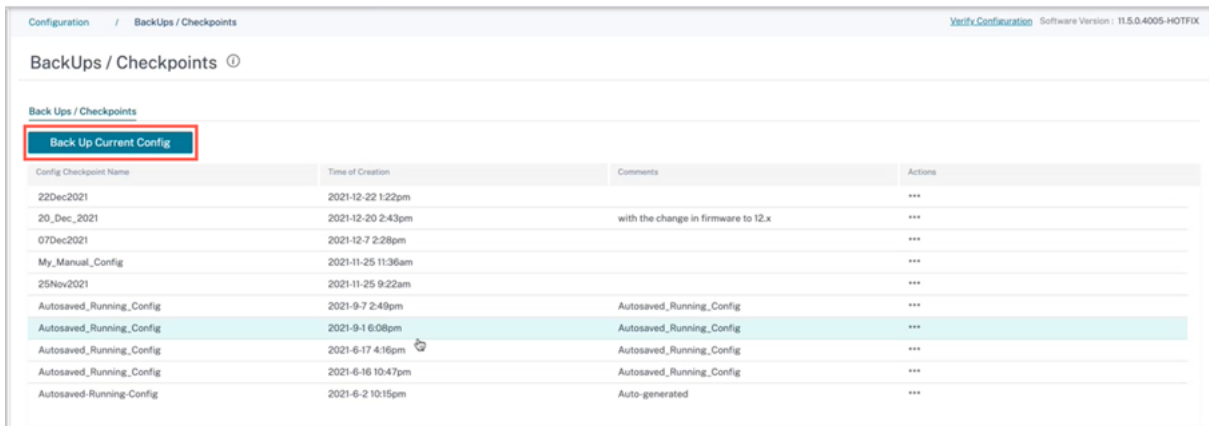 Configuration / BackUps / Checkpoints Verify Configuration Software Version : 11.5.0.4005-HOTFIX
BackUps / Checkpoints
Back Ups / Checkpoints
Back Up Current Config
Config Checkpoint Name Time of Creation Comments Actions
22Dec2021 2021-12-22 1:22pm
20_Dec_2021 2021-12-20 2:43pm with the change in firmware to 12.x
07Dec2021 2021-12-7 2:28pm
My_Manual_Config 2021-11-25 11:36am
25Nov2021 2021-11-25 9:22am
Autosaved_Running_Config 2021-9-7 2:49pm Autosaved_Running_Config
Autosaved_Running_Config 2021-9-1 6:08pm Autosaved_Running_Config
Autosaved_Running_Config 2021-6-17 4:16pm Autosaved_Running_Config
Autosaved_Running_Config 2021-6-16 10:47pm Autosaved_Running_Config
Autosaved-Running-Config 2021-6-2 10:15pm Auto-generated